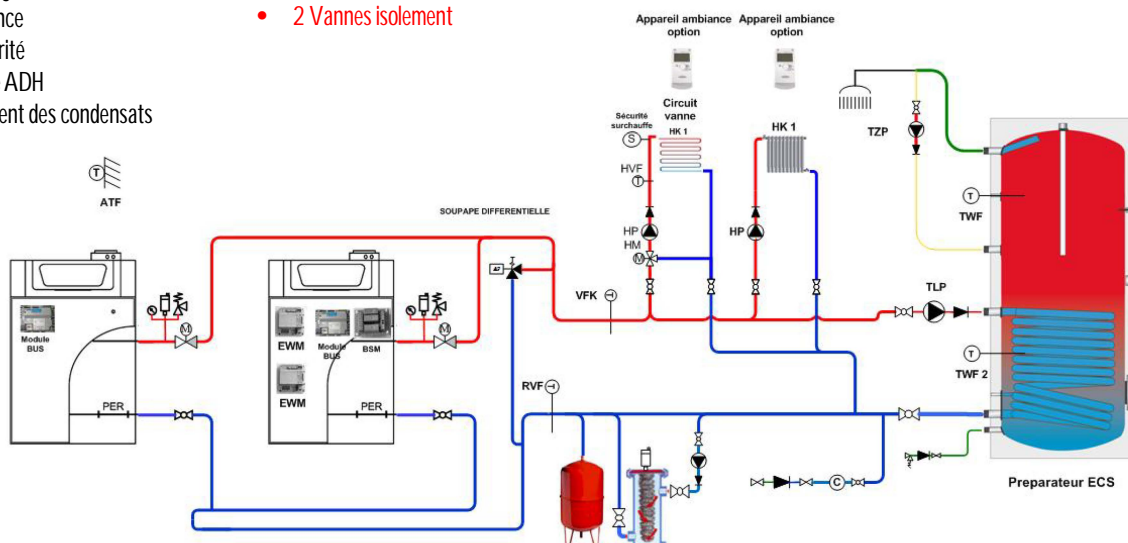 nce
rité
ADH
ent des condensats
• 2 Vannes isolement
Appareil ambiance
option
Appareil ambiance
option
Circuit
vanne
HK 1
Sécurité
surchauffe
S
HVF
T
HK 1
HP
HM
M
HP
TZP
T
ATF
SOUPAPE DIFFERENTIELLE
VFK
TLP
T
TWF
T
TWF 2
M
M
Module
BUS
EWM
Module
BUS
BSM
EWM
PER
PER
RVF
C
Preparateur ECS